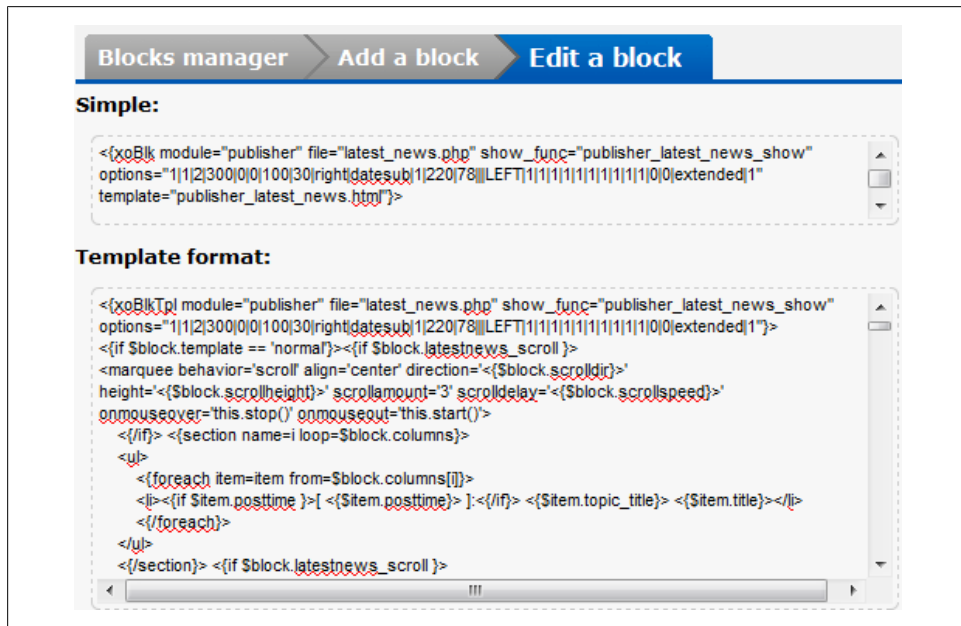 Blocks manager Add a block Edit a block
Simple:
<{xoBlk module="publisher" file="latest_news.php" show_func="publisher_latest_news_show"
options="1|1|2|300|0|0|100|30|right|datesub|1|220|78|||LEFT|1|1|1|1|1|1|1|1|1|1|0|0|extended|1"
template="publisher_latest_news.html"}>
Template format:
<{xoBlkTpl module="publisher" file="latest_news.php" show_func="publisher_latest_news_show"
options="1|1|2|300|0|0|100|30|right|datesub|1|220|78|||LEFT|1|1|1|1|1|1|1|1|1|1|0|0|extended|1"}>
<{if $block.template == 'normal'}><{if $block.latestnews_scroll }>
<marquee behavior='scroll' align='center' direction='<{$block.scrolldir}>'
height='<{$block.scrollheight}>' scrollamount='3' scrolldelay='<{$block.scrollspeed}>'
onmouseover='this.stop()' onmouseout='this.start()'>
<{/if}> <{section name=i loop=$block.columns}>
<ul>
<{foreach item=item from=$block.columns[i]}>
<li><{if $item.posttime }>[ <{$item.posttime}> ]:<{/if}> <{$item.topic_title}> <{$item.title}></li>
<{/foreach}>
</ul>
<{/section}> <{if $block.latestnews_scroll }>